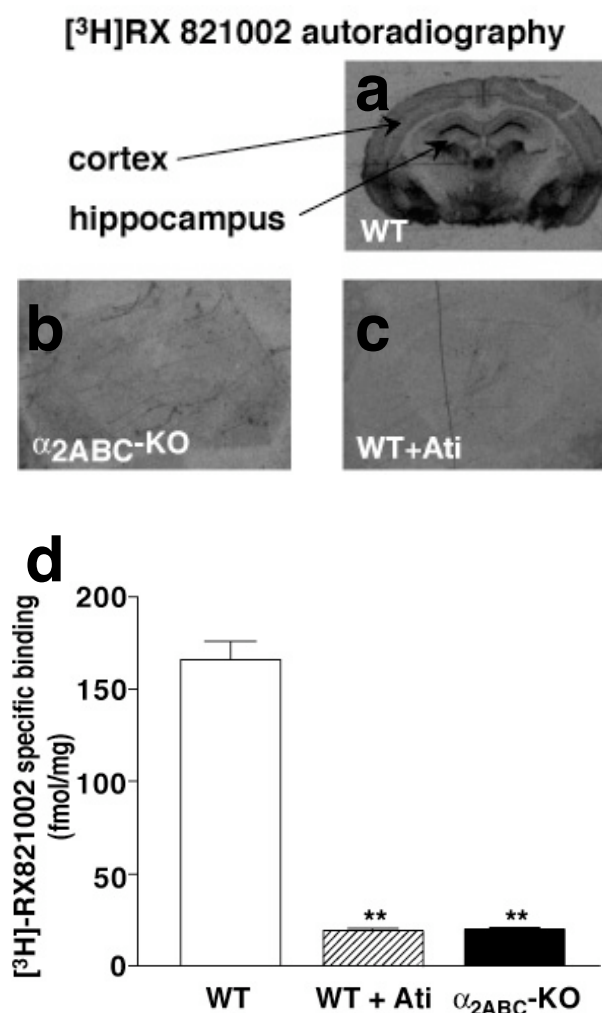 [³H]RX 821002 autoradiography
a
cortex
hippocampus
WT
b
α2ABC-KO
c
WT+Ati
d
[³H]-RX821002 specific binding
(fmol/mg)
200
150
100
50
0
**
**
WT
WT + Ati
α2ABC-KO